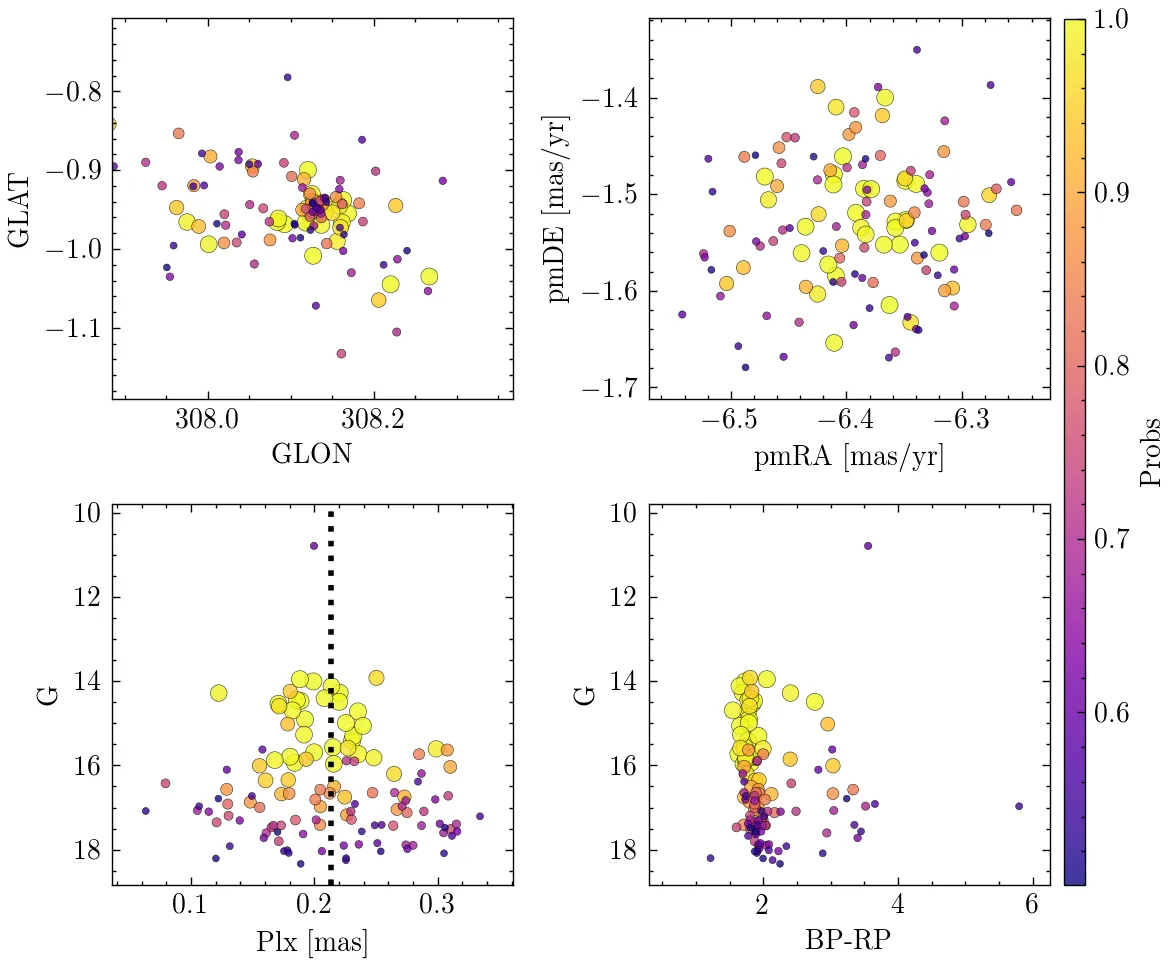 −0.8
−0.9
−1.0
−1.1
GLAT
308.0 308.2
GLON
−1.4
−1.5
−1.6
−1.7
pmDE [mas/yr]
−6.5 −6.4 −6.3
pmRA [mas/yr]
1.0
0.9
0.8
0.7
0.6
Probs
10
12
14
16
18
G
0.1 0.2 0.3
Plx [mas]
10
12
14
16
18
G
2 4 6
BP-RP